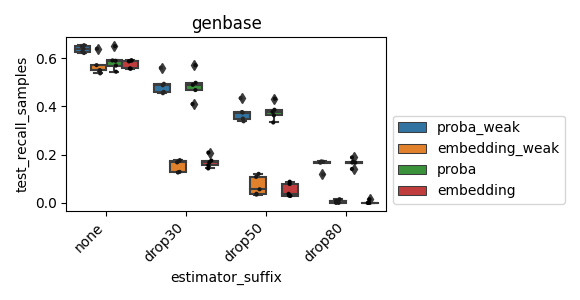 genbase
test_recall_samples
0.6
0.4
0.2
0.0
none
drop30
drop50
drop80
estimator_suffix
proba_weak
embedding_weak
proba
embedding